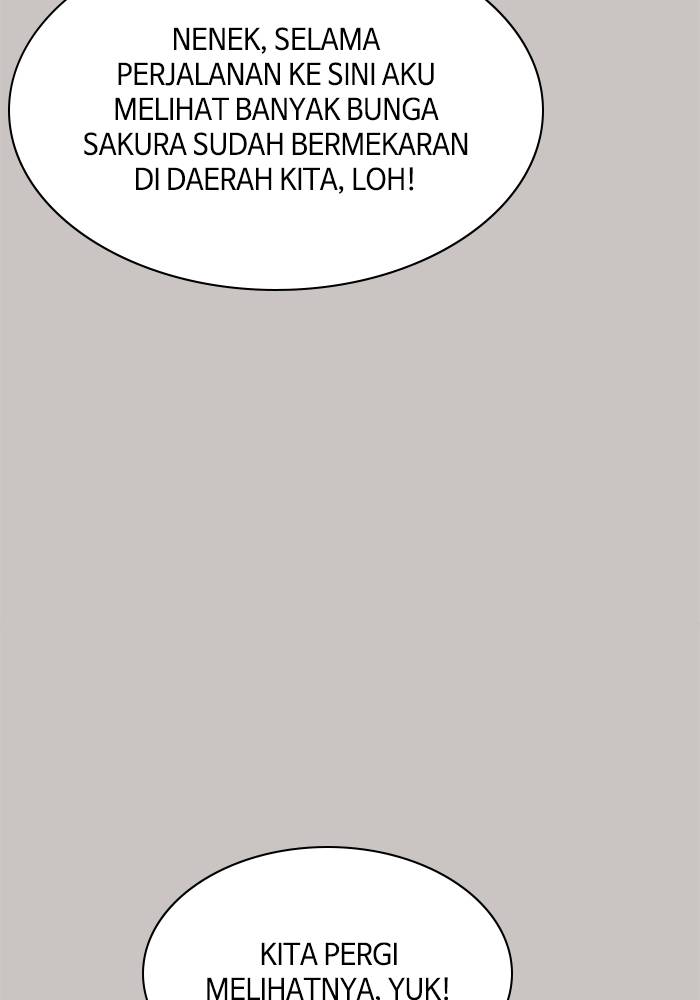 NENEK, SELAMA
PERJALANAN KE SINI AKU
MELIHAT BANYAK BUNGA
SAKURA SUDAH BERMEKARAN
DI DAERAH KITA, LOH!
KITA PERGI
MELIHATNYA, YUK!